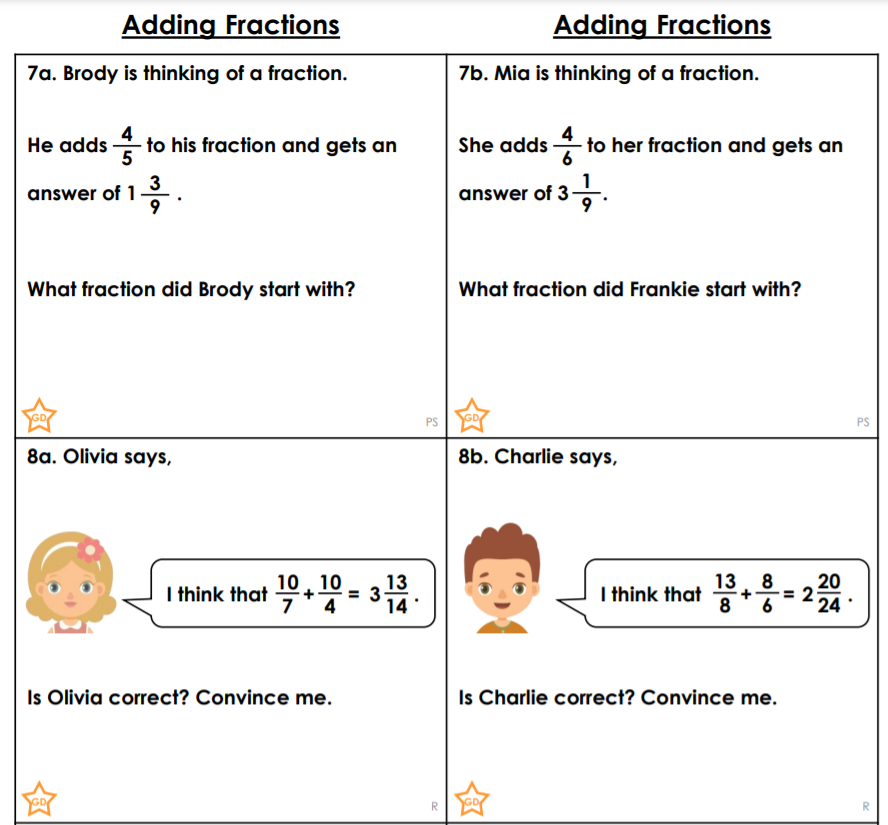 Adding Fractions
7a. Brody is thinking of a fraction.
He adds 4/5 to his fraction and gets an
answer of 1 3/9 .
What fraction did Brody start with?
GD
PS
Adding Fractions
7b. Mia is thinking of a fraction.
She adds 4/6 to her fraction and gets an
answer of 3 1/9.
What fraction did Frankie start with?
GD
PS
8a. Olivia says,
I think that 10/7 + 10/4 = 3 13/14 .
Is Olivia correct? Convince me.
GD
R
8b. Charlie says,
I think that 13/8 + 8/6 = 2 20/24 .
Is Charlie correct? Convince me.
GD
R